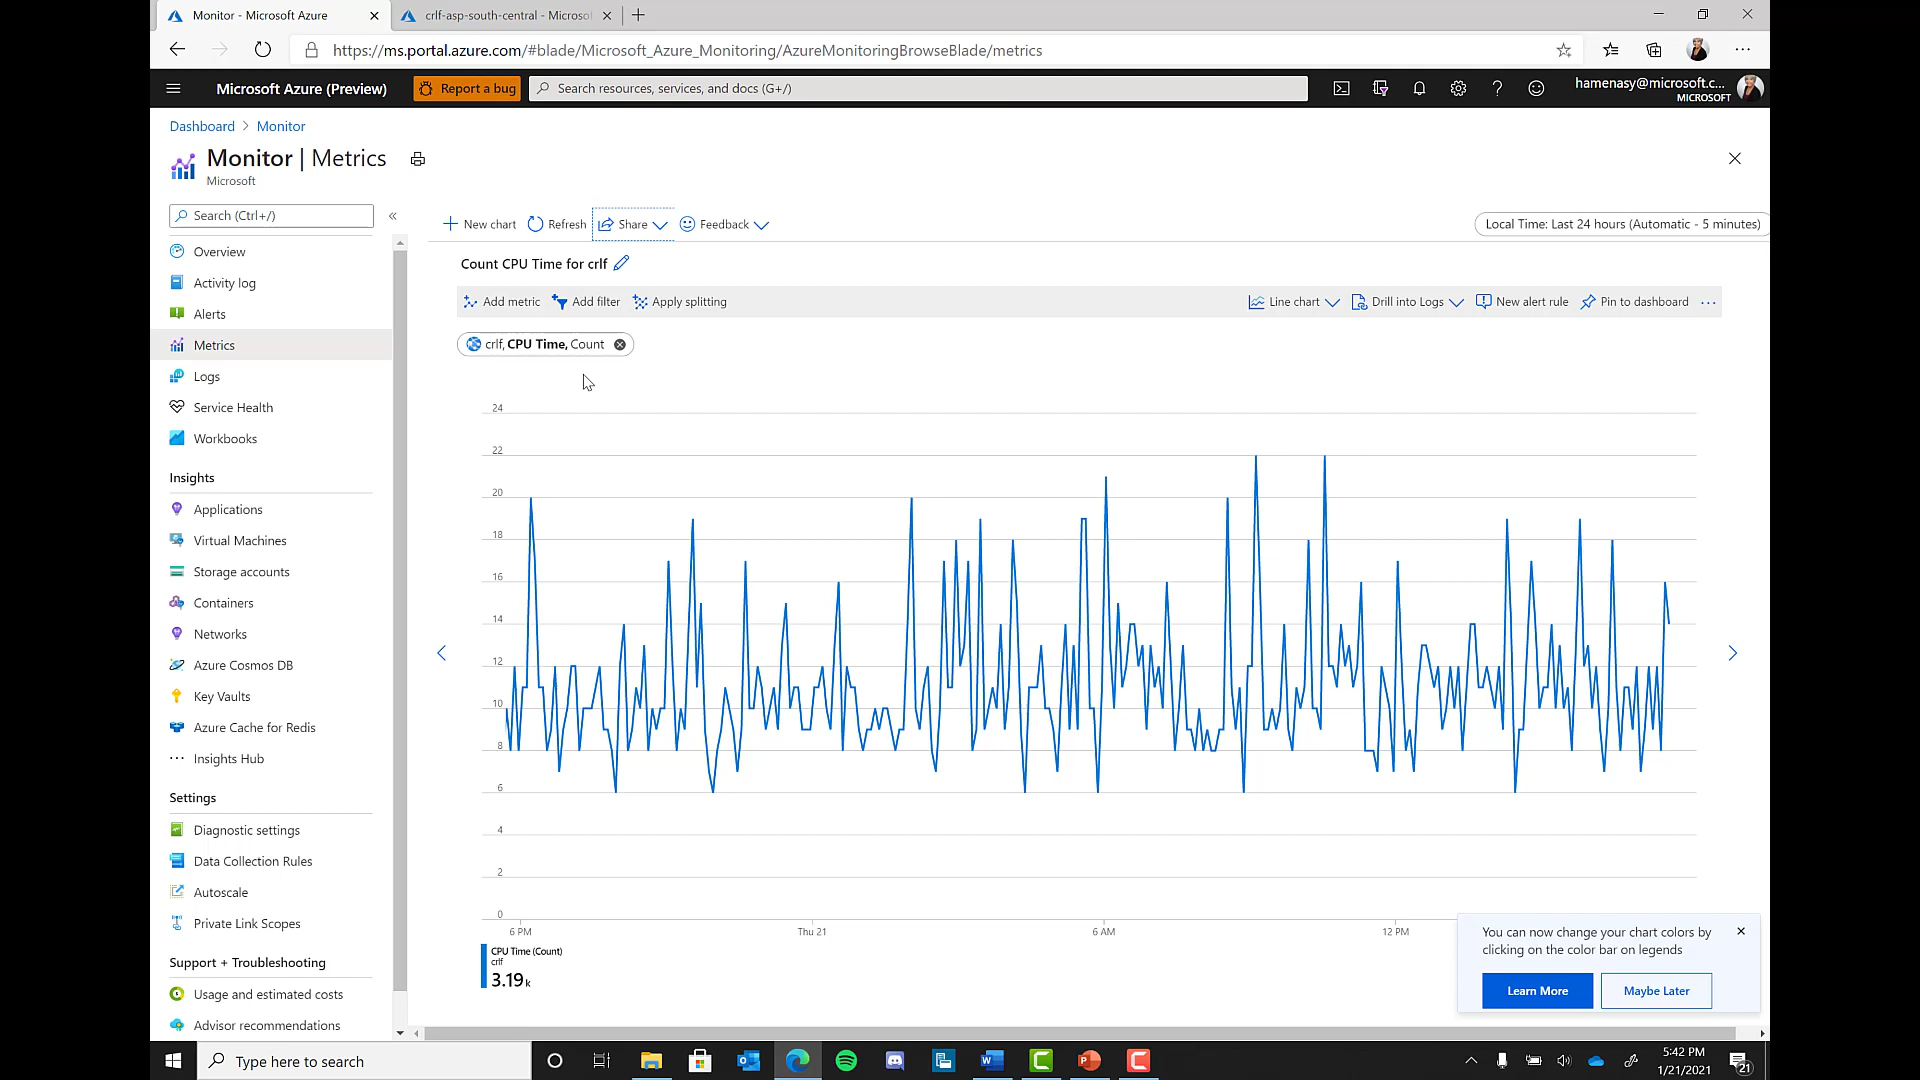 Monitor - Microsoft Azure
crlf-asp-south-central - Microso
https://ms.portal.azure.com/#blade/Microsoft_Azure_Monitoring/AzureMonitoringBrowseBlade/metrics
Microsoft Azure (Preview)
Report a bug
Search resources, services, and docs (G+/)
hamenasy@microsoft.c...
MICROSOFT
Dashboard > Monitor
Monitor | Metrics
Microsoft
Search (Ctrl+/)
«
Overview
Activity log
Alerts
Metrics
Logs
Service Health
Workbooks
Insights
Applications
Virtual Machines
Storage accounts
Containers
Networks
Azure Cosmos DB
Key Vaults
Azure Cache for Redis
Insights Hub
Settings
Diagnostic settings
Data Collection Rules
Autoscale
Private Link Scopes
Support + Troubleshooting
Usage and estimated costs
Advisor recommendations
New chart
Refresh
Share
Feedback
Local Time: Last 24 hours (Automatic - 5 minutes)
Count CPU Time for crlf
Add metric
Add filter
Apply splitting
Line chart
Drill into Logs
New alert rule
Pin to dashboard
crlf, CPU Time, Count
24
22
20
18
16
14
12
10
8
6
4
2
0
6 PM
Thu 21
6 AM
12 PM
CPU Time (Count)
crlf
3.19 k
You can now change your chart colors by
clicking on the color bar on legends
Learn More
Maybe Later
Type here to search
5:42 PM
1/21/2021
21